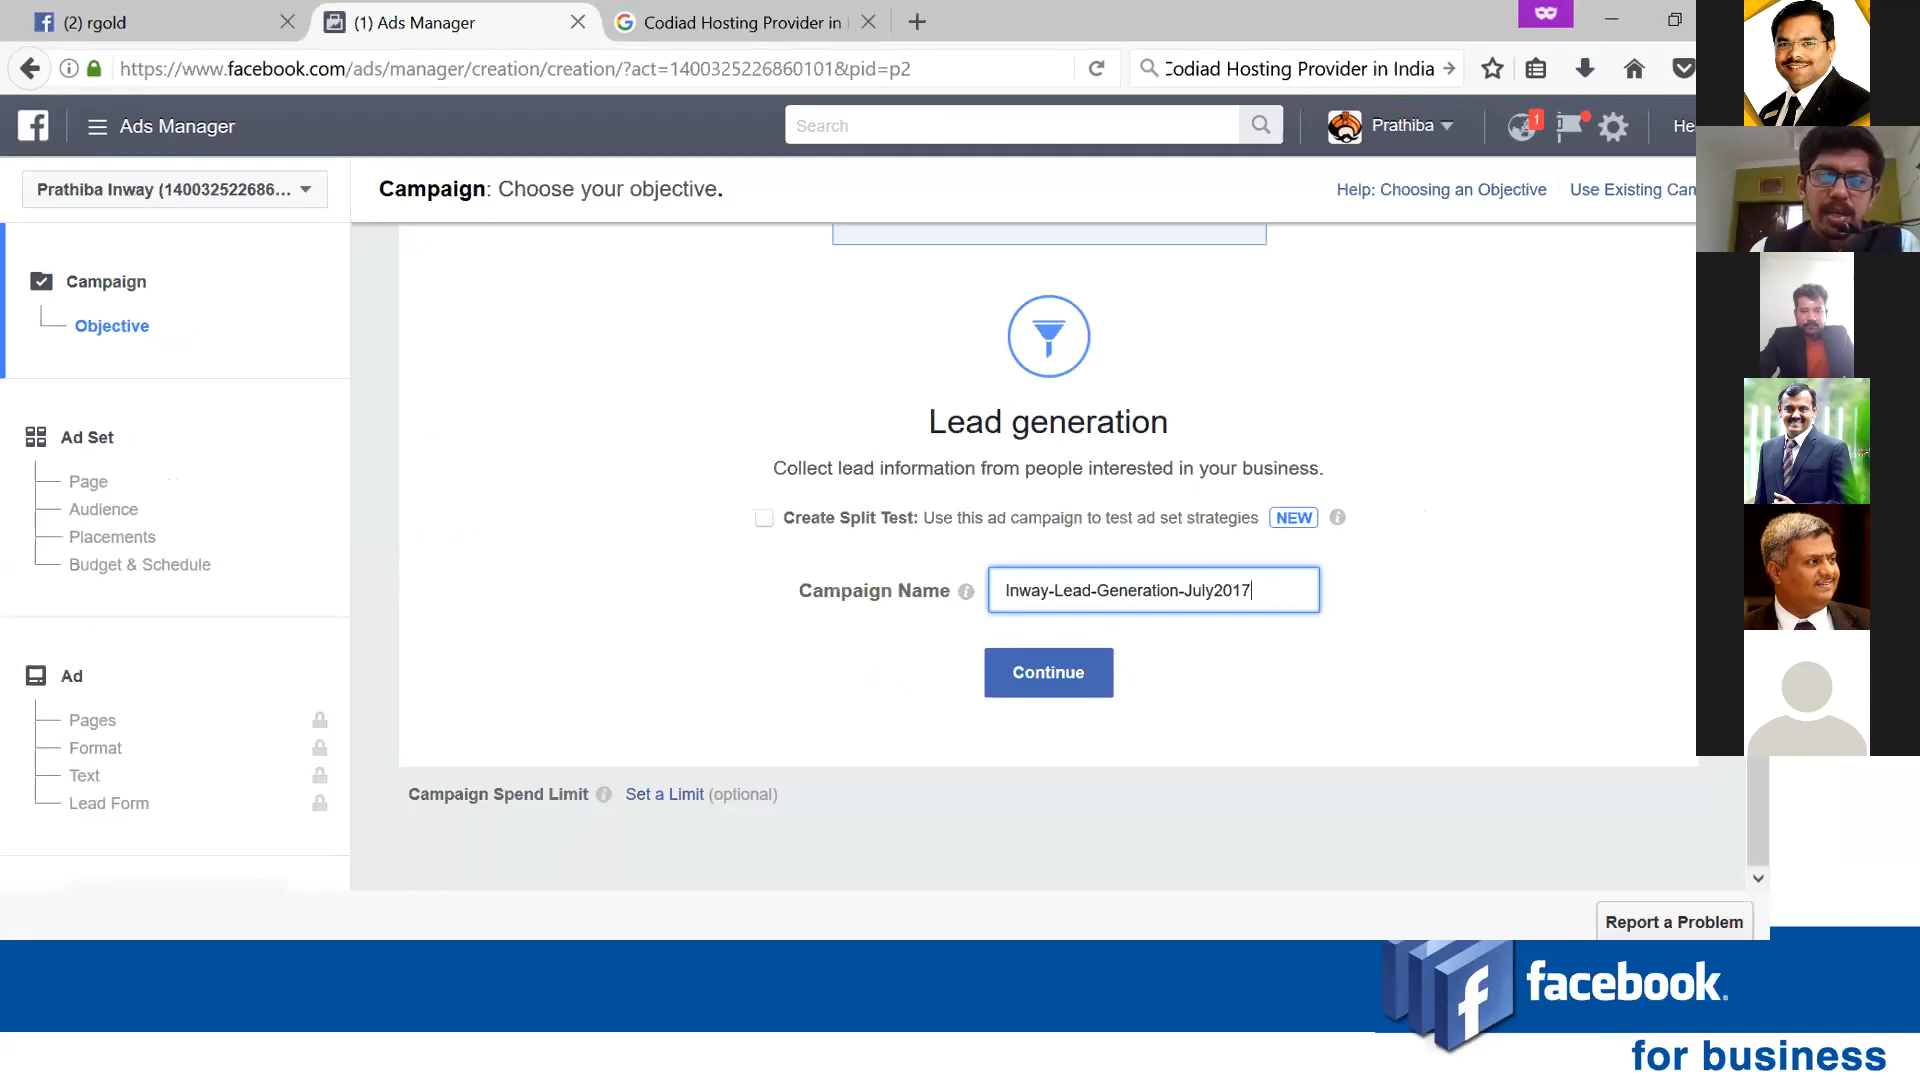 (2) rgold
(1) Ads Manager
Codiad Hosting Provider in
https://www.facebook.com/ads/manager/creation/creation/?act=1400325226860101&pid=p2
Codiad Hosting Provider in India
Ads Manager
Search
Prathiba
1
He
Prathiba Inway (140032522686...
Campaign: Choose your objective.
Help: Choosing an Objective
Use Existing Cam
Campaign
Objective
Ad Set
Page
Audience
Placements
Budget & Schedule
Ad
Pages
Format
Text
Lead Form
Lead generation
Collect lead information from people interested in your business.
Create Split Test: Use this ad campaign to test ad set strategies NEW
Campaign Name
Inway-Lead-Generation-July2017
Continue
Campaign Spend Limit Set a Limit (optional)
Report a Problem
facebook.
for business